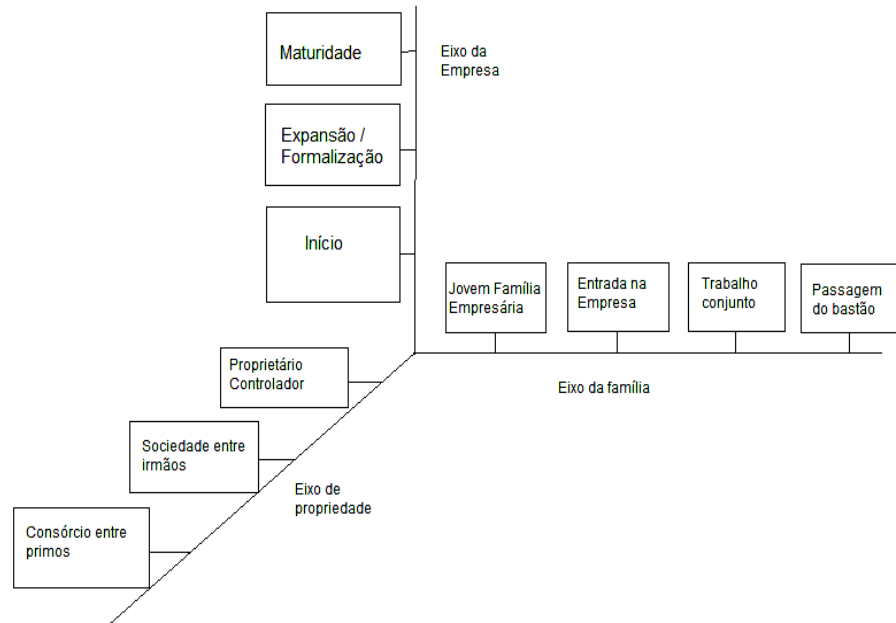 Maturidade
Eixo da
Empresa
Expansão /
Formalização
Início
Jovem Família
Empresária
Entrada na
Empresa
Trabalho
conjunto
Passagem
do bastão
Proprietário
Controlador
Eixo da família
Sociedade entre
irmãos
Eixo de
propriedade
Consórcio entre
primos